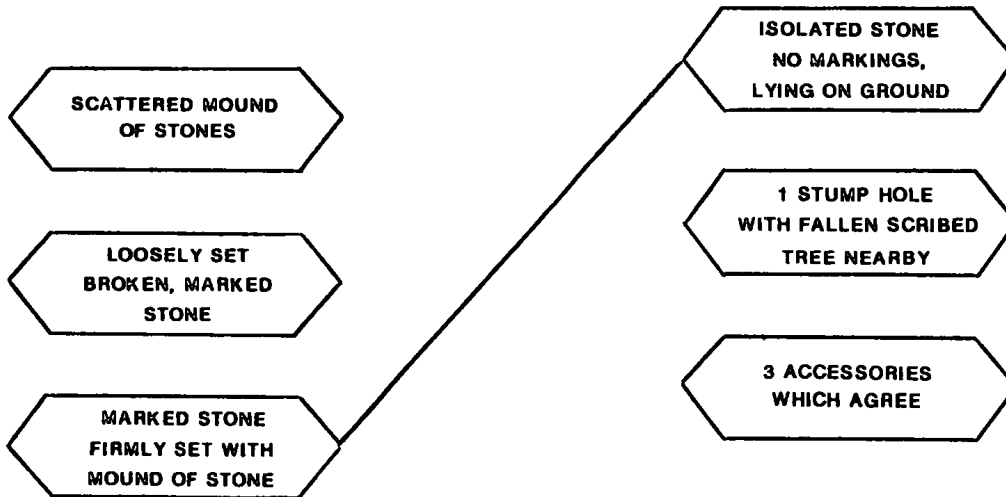 SCATTERED MOUND
OF STONES
LOOSELY SET
BROKEN, MARKED
STONE
MARKED STONE
FIRMLY SET WITH
MOUND OF STONE
ISOLATED STONE
NO MARKINGS,
LYING ON GROUND
1 STUMP HOLE
WITH FALLEN SCRIBED
TREE NEARBY
3 ACCESSORIES
WHICH AGREE